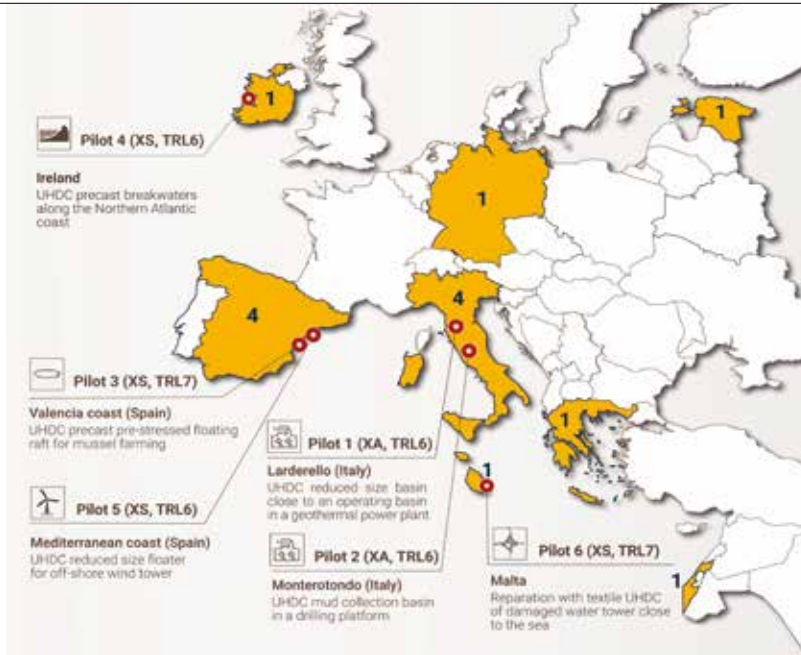 1
1
Pilot 4 (XS, TRL6)
Ireland
UHDC precast breakwaters
along the Northern Atlantic
coast
1
4
4
Pilot 3 (XS, TRL7)
Valencia coast (Spain)
UHDC precast pre-stressed floating
raft for mussel farming
Pilot 5 (XS, TRL6)
Mediterranean coast (Spain)
UHDC reduced size floater
for off-shore wind tower
Pilot 1 (XA, TRL6)
Larderello (Italy)
UHDC reduced size basin
close to an operating basin
in a geothermal power plant
Pilot 2 (XA, TRL6)
Monterotondo (Italy)
UHDC mud collection basin
in a drilling platform
1
1
Pilot 6 (XS, TRL7)
Malta
Reparation with textile UHDC
of damaged water tower close
to the sea
1